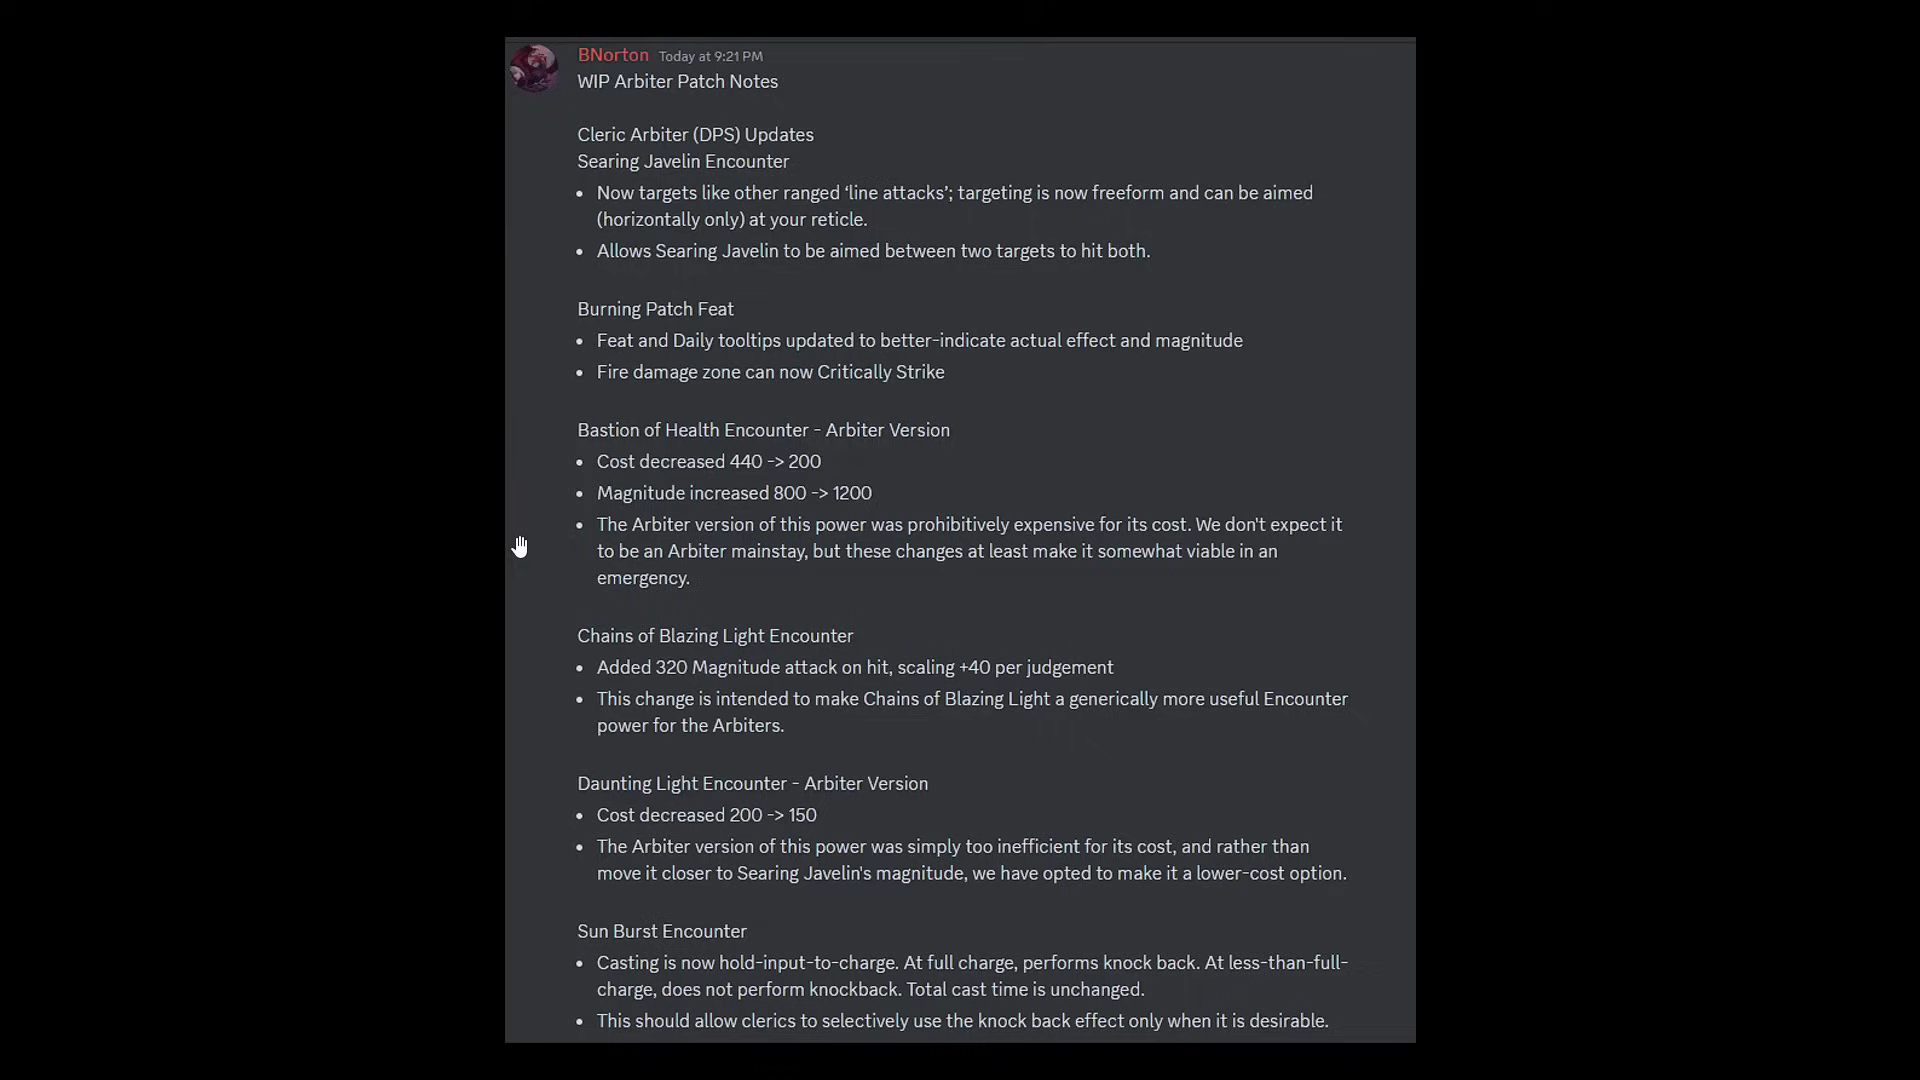 BNorton Today at 9:21 PM
WIP Arbiter Patch Notes
Cleric Arbiter (DPS) Updates
Searing Javelin Encounter
• Now targets like other ranged ‘line attacks’; targeting is now freeform and can be aimed
(horizontally only) at your reticle.
• Allows Searing Javelin to be aimed between two targets to hit both.
Burning Patch Feat
• Feat and Daily tooltips updated to better-indicate actual effect and magnitude
• Fire damage zone can now Critically Strike
Bastion of Health Encounter - Arbiter Version
• Cost decreased 440 -> 200
• Magnitude increased 800 -> 1200
• The Arbiter version of this power was prohibitively expensive for its cost. We don't expect it
to be an Arbiter mainstay, but these changes at least make it somewhat viable in an
emergency.
Chains of Blazing Light Encounter
• Added 320 Magnitude attack on hit, scaling +40 per judgement
• This change is intended to make Chains of Blazing Light a generically more useful Encounter
power for the Arbiters.
Daunting Light Encounter - Arbiter Version
• Cost decreased 200 -> 150
• The Arbiter version of this power was simply too inefficient for its cost, and rather than
move it closer to Searing Javelin's magnitude, we have opted to make it a lower-cost option.
Sun Burst Encounter
• Casting is now hold-input-to-charge. At full charge, performs knock back. At less-than-full-
charge, does not perform knockback. Total cast time is unchanged.
• This should allow clerics to selectively use the knock back effect only when it is desirable.